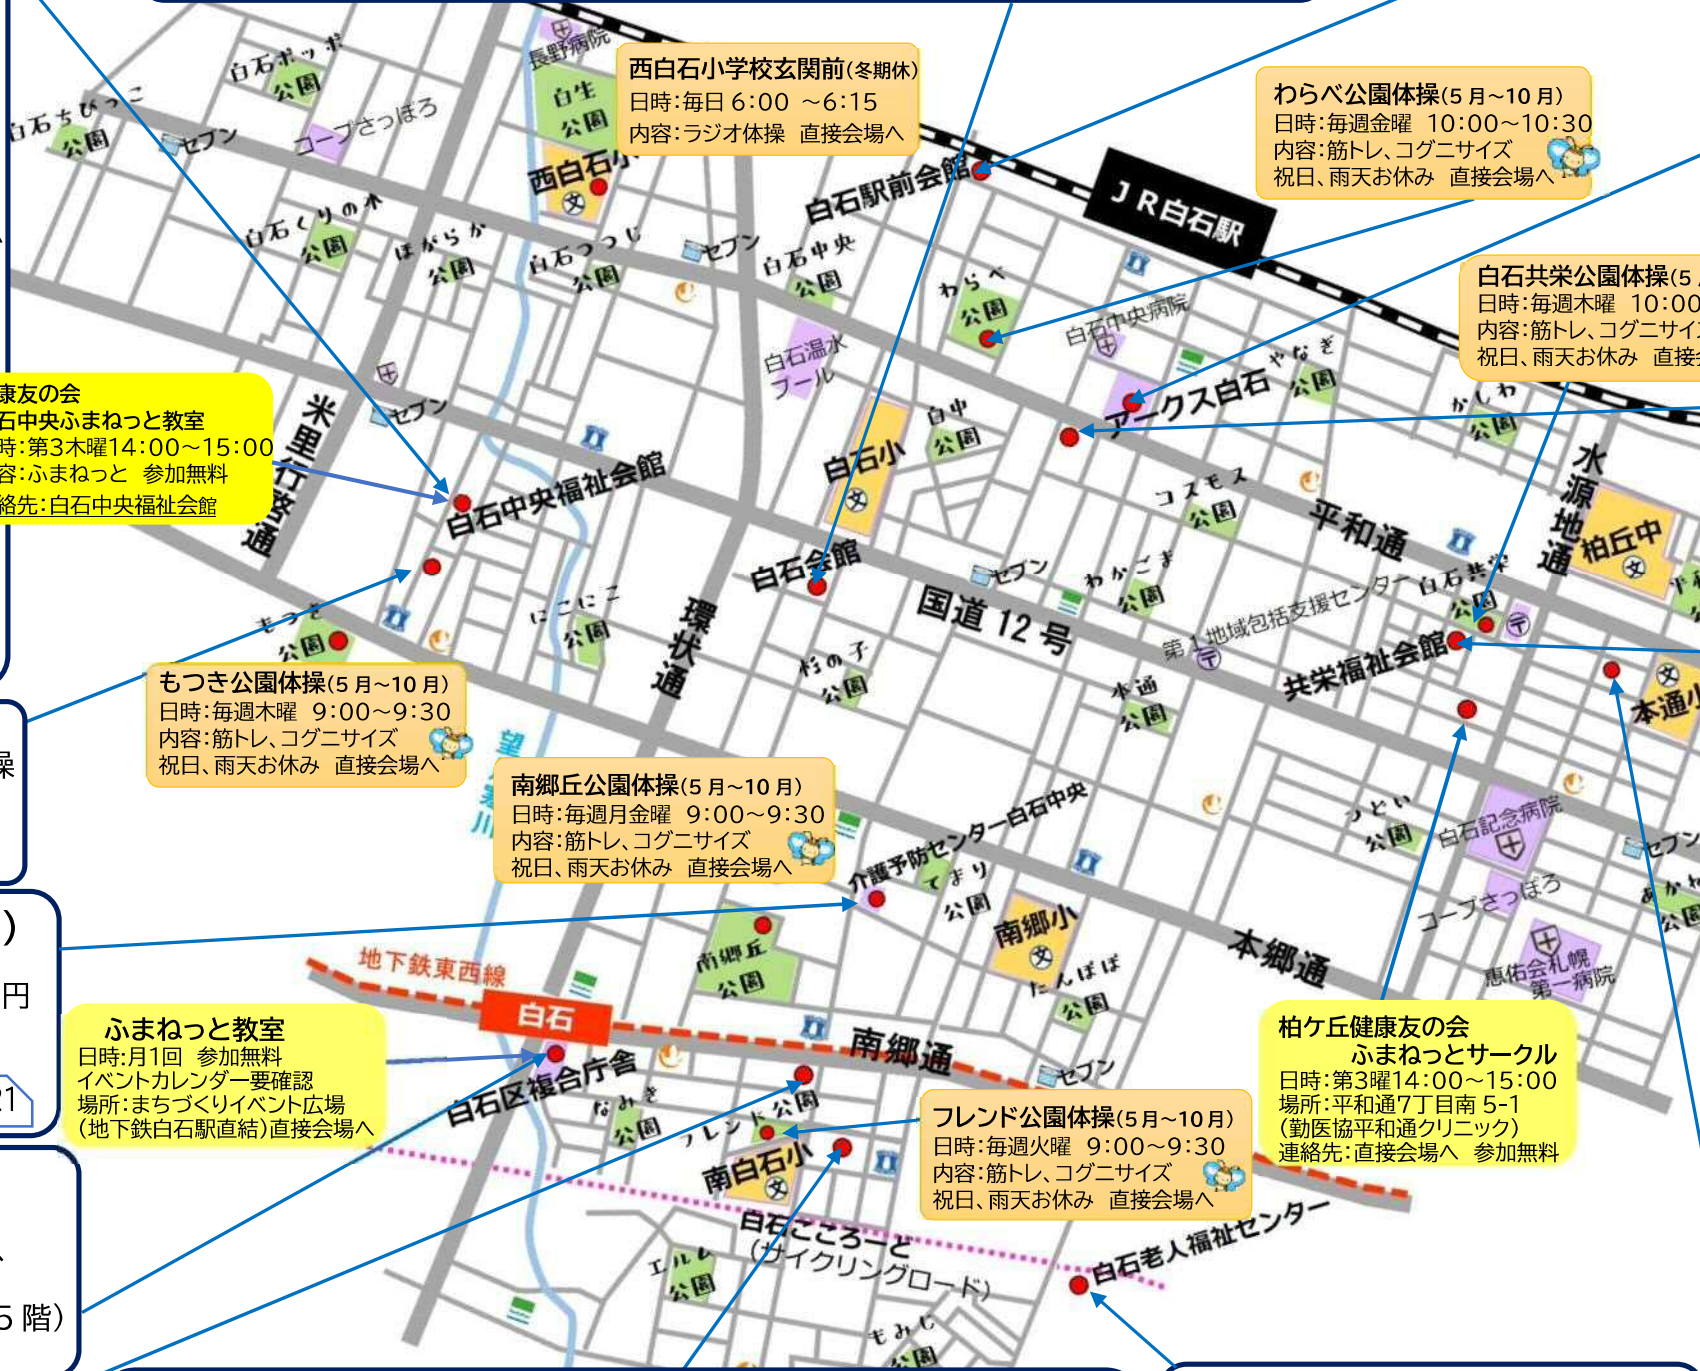 長野病院
白石ポッポ
公園
白生
公園
西白石小学校玄関前(冬期休)
日時：毎日 6：00 ～6：15
内容：ラジオ体操 直接会場へ
わらべ公園体操(5月～10月)
日時：毎週金曜 10：00～10：30
内容：筋トレ、コグニサイズ
祝日、雨天お休み 直接会場へ
白石ちびっこ
公園
セブン
コープさっぽろ
西白石小
白石駅前会館
JR白石駅
白石くりの木
公園
ほがらか
公園
白石つつじ
公園
セブン
白石中央
公園
わらべ
公園
白石中央病院
白石共栄公園体操(5
日時：毎週木曜 10：00
内容：筋トレ、コグニサイ
祝日、雨天お休み 直接
白石温水
プール
やなぎ
公園
アークス白石
かしわ
公園
康友の会
石中央ふまねっと教室
時：第3木曜14：00～15：00
容：ふまねっと 参加無料
絡先：白石中央福祉会館
セブン
米里行啓通
白石小
白中
公園
水源地通
白石中央福祉会館
コスモス
公園
平和通
柏丘中
白石会館
セブン
国道12号
わかごま
公園
第1地域包括支援センター
白石共栄
公園
共栄福祉会館
もつき
公園
にこにこ
公園
環状通
杉の子
公園
本通
公園
本通小
もつき公園体操(5月～10月)
日時：毎週木曜 9：00～9：30
内容：筋トレ、コグニサイズ
祝日、雨天お休み 直接会場へ
操
望
川
南郷丘公園体操(5月～10月)
日時：毎週月金曜 9：00～9：30
内容：筋トレ、コグニサイズ
祝日、雨天お休み 直接会場へ
介護予防センター白石中央
てまり
公園
つどい
公園
白石記念病院
セブン
コープさっぽろ
あかね
公園
)
円
21
地下鉄東西線
白石
南郷丘
公園
南郷小
たんぽぽ
公園
本郷通
恵佑会札幌
第一病院
ふまねっと教室
日時:月1回 参加無料
イベントカレンダー要確認
場所：まちづくりイベント広場
(地下鉄白石駅直結)直接会場へ
白石区複合庁舎
なみき
公園
南郷通
セブン
フレンド公園
南白石小
フレンド公園体操(5月～10月)
日時：毎週火曜 9：00～9：30
内容：筋トレ、コグニサイズ
祝日、雨天お休み 直接会場へ
柏ケ丘健康友の会
ふまねっとサークル
日時：第3曜14：00～15：00
場所：平和通7丁目南 5-1
(勤医協平和通クリニック)
連絡先：直接会場へ 参加無料
白石こころーど
(サイクリングロード)
白石老人福祉センター
エルム
公園
もみじ
公園
5階)